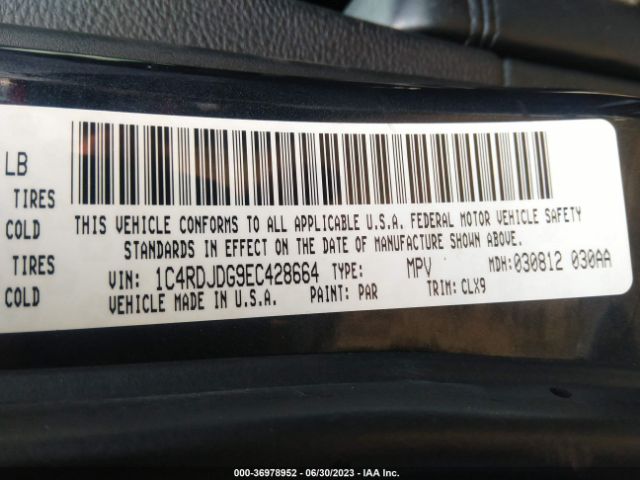 LB
TIRES
COLD
TIRES
COLD
THIS VEHICLE CONFORMS TO ALL APPLICABLE U.S.A. FEDERAL MOTOR VEHICLE SAFETY
STANDARDS IN EFFECT ON THE DATE OF MANUFACTURE SHOWN ABOVE.
VIN: 1C4RDJDG9EC428664 TYPE: MPV MDH:030812 030AA
VEHICLE MADE IN U.S.A. PAINT: PAR TRIM: CLX9
000-36978952 - 06/30/2023 - IAA Inc.